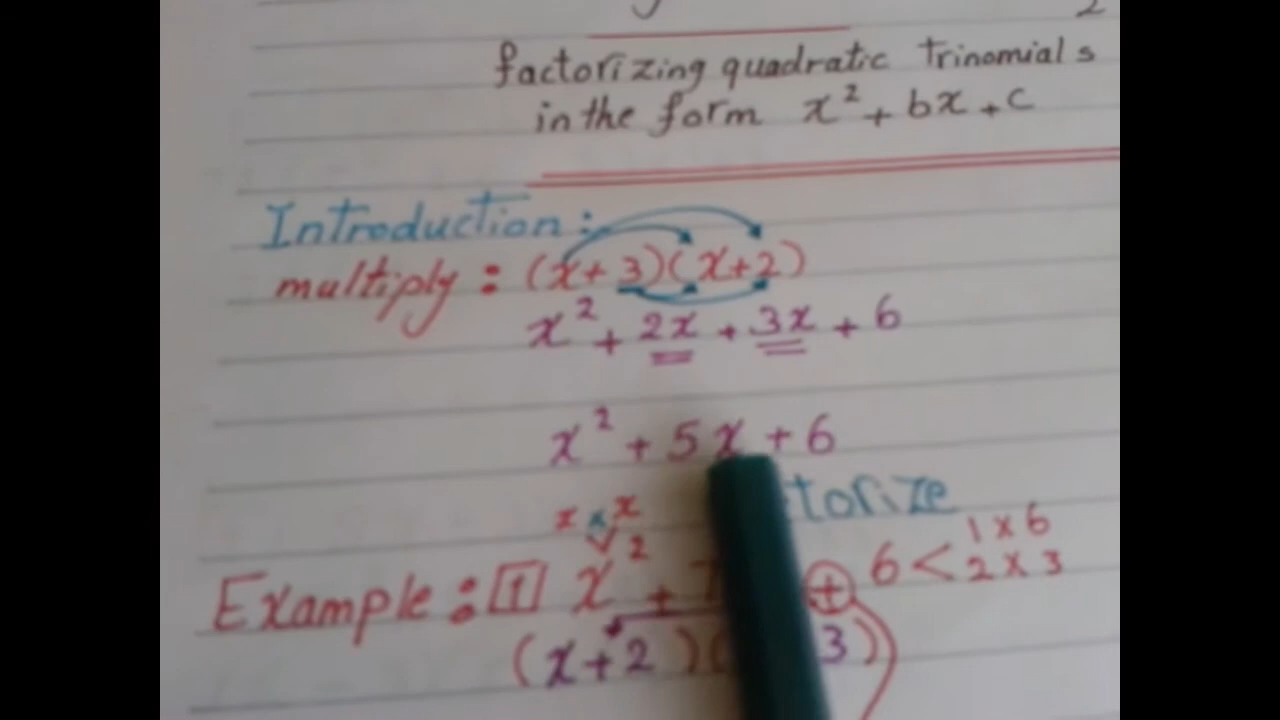 factorizing quadratic trinomials
in the form x² + bx + c
Introduction:
multiply: (x+3)(x+2)
x² + 2x + 3x + 6
x² + 5x + 6
torize
x × x
1 × 6
Example: 1 x² + + 6 < 2 × 3
2
(x+2)( 3)